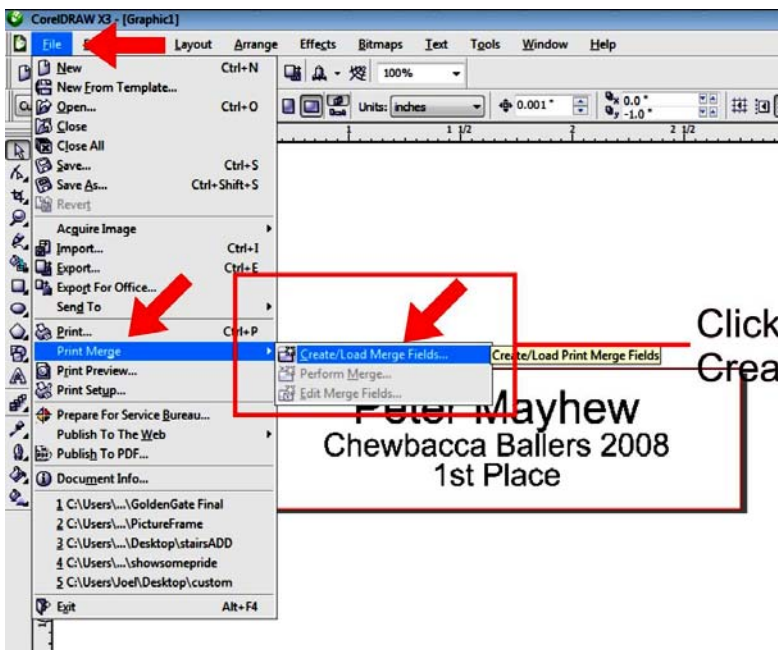 CorelDRAW X3 - [Graphic1]
File Layout Arrange Effects Bitmaps Text Tools Window Help
New Ctrl+N
100%
New From Template...
Open... Ctrl+O
Units: inches 0.001 " x 0.0 "
y -1.0 "
Close
1 1 1/2 2 2 1/2
Close All
Save... Ctrl+S
Save As... Ctrl+Shift+S
Revert
Acquire Image
Import... Ctrl+I
Export... Ctrl+E
Export For Office...
Send To
Print... Ctrl+P
Click
Print Merge
Create/Load Merge Fields... Create/Load Print Merge Fields
Crea
Print Preview...
Perform Merge...
Print Setup...
Edit Merge Fields...
Prepare For Service Bureau...
Peter Mayhew
Publish To The Web
Chewbacca Ballers 2008
Publish To PDF...
1st Place
Document Info...
1 C:\Users\...\GoldenGate Final
2 C:\Users\...\PictureFrame
3 C:\Users\...\Desktop\stairsADD
4 C:\Users\...\showsomepride
5 C:\Users\Joel\Desktop\custom
Exit Alt+F4